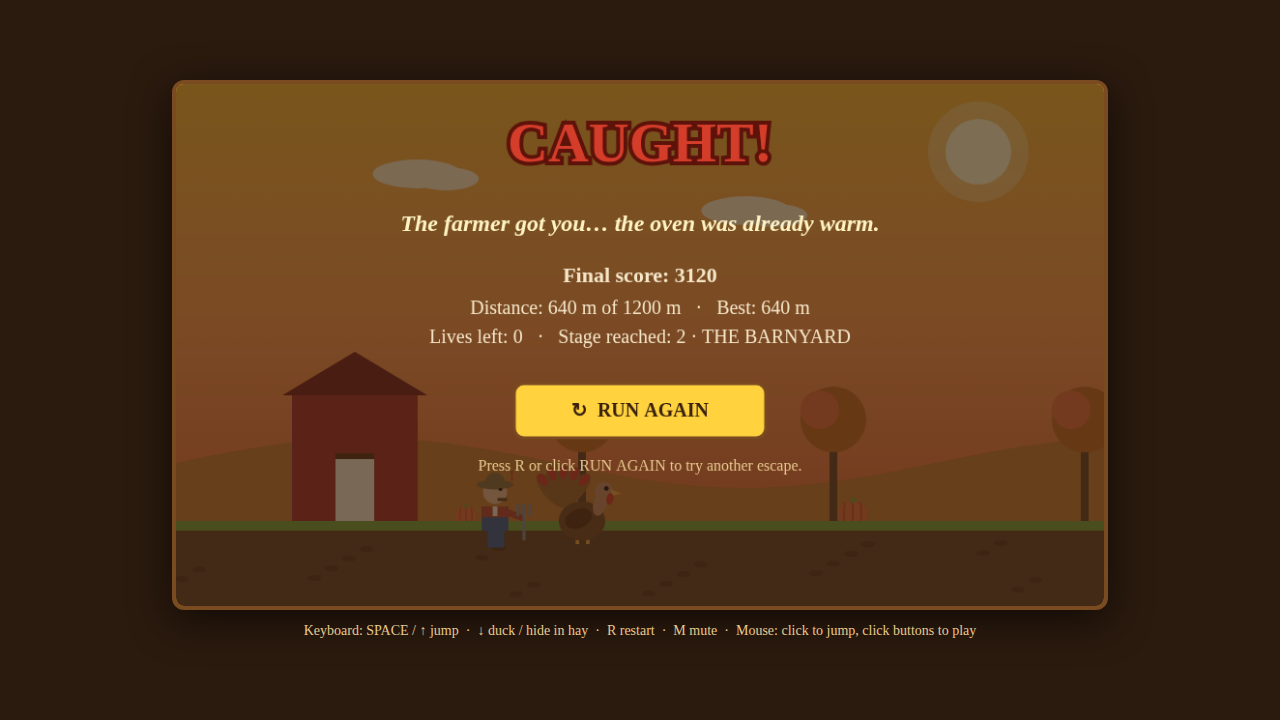 CAUGHT!
The farmer got you… the oven was already warm.
Final score: 3120
Distance: 640 m of 1200 m · Best: 640 m
Lives left: 0 · Stage reached: 2 · THE BARNYARD
↻ RUN AGAIN
Press R or click RUN AGAIN to try another escape.
Keyboard: SPACE / ↑ jump · ↓ duck / hide in hay · R restart · M mute · Mouse: click to jump, click buttons to play